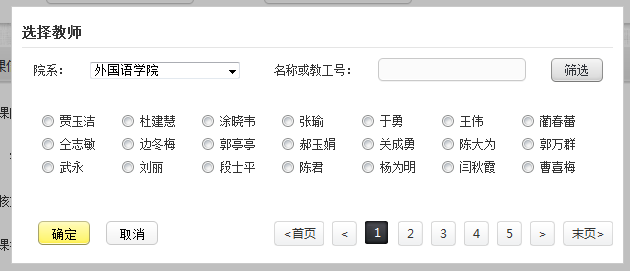 选择教师
院系： 外国语学院 名称或教工号： 筛选
贾玉洁 杜建慧 涂晓韦 张瑜 于勇 王伟 蔺春蕾
仝志敏 边冬梅 郭亭亭 郝玉娟 关成勇 陈大为 郭万群
武永 刘丽 段士平 陈君 杨为明 闫秋霞 曹喜梅
确定 取消 <首页 < 1 2 3 4 5 > 末页>